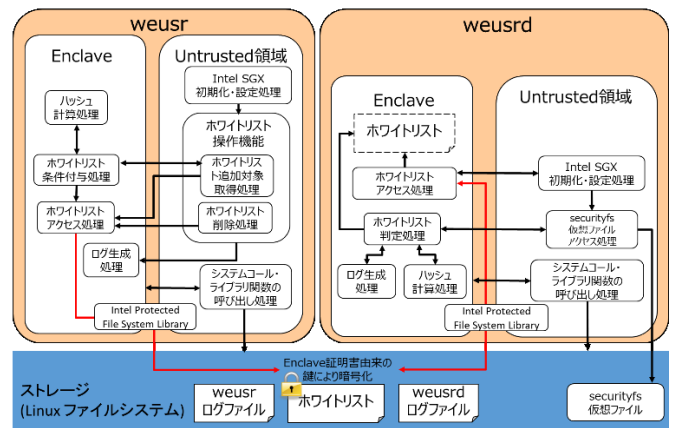 weusr
Enclave
Untrusted領域
Intel SGX
初期化・設定処理
ハッシュ
計算処理
ホワイトリスト
操作機能
ホワイトリスト
条件付与処理
ホワイトリス
ト追加対象
取得処理
ホワイトリスト
アクセス処理
ホワイトリスト
削除処理
ログ生成
処理
システムコール・
ライブラリ関数の
呼び出し処理
Intel Protected
File System Library
weusrd
Enclave
Untrusted領域
ホワイトリスト
ホワイトリスト
アクセス処理
Intel SGX
初期化・設定処理
ホワイトリスト
判定処理
securityfs
仮想ファイル
アクセス処理
ログ生成
処理
ハッシュ
計算処理
システムコール・
ライブラリ関数の
呼び出し処理
Intel Protected
File System Library
Enclave証明書由来の
鍵により暗号化
ストレージ
(Linux ファイルシステム)
weusr
ログファイル
ホワイトリスト
weusrd
ログファイル
securityfs
仮想ファイル